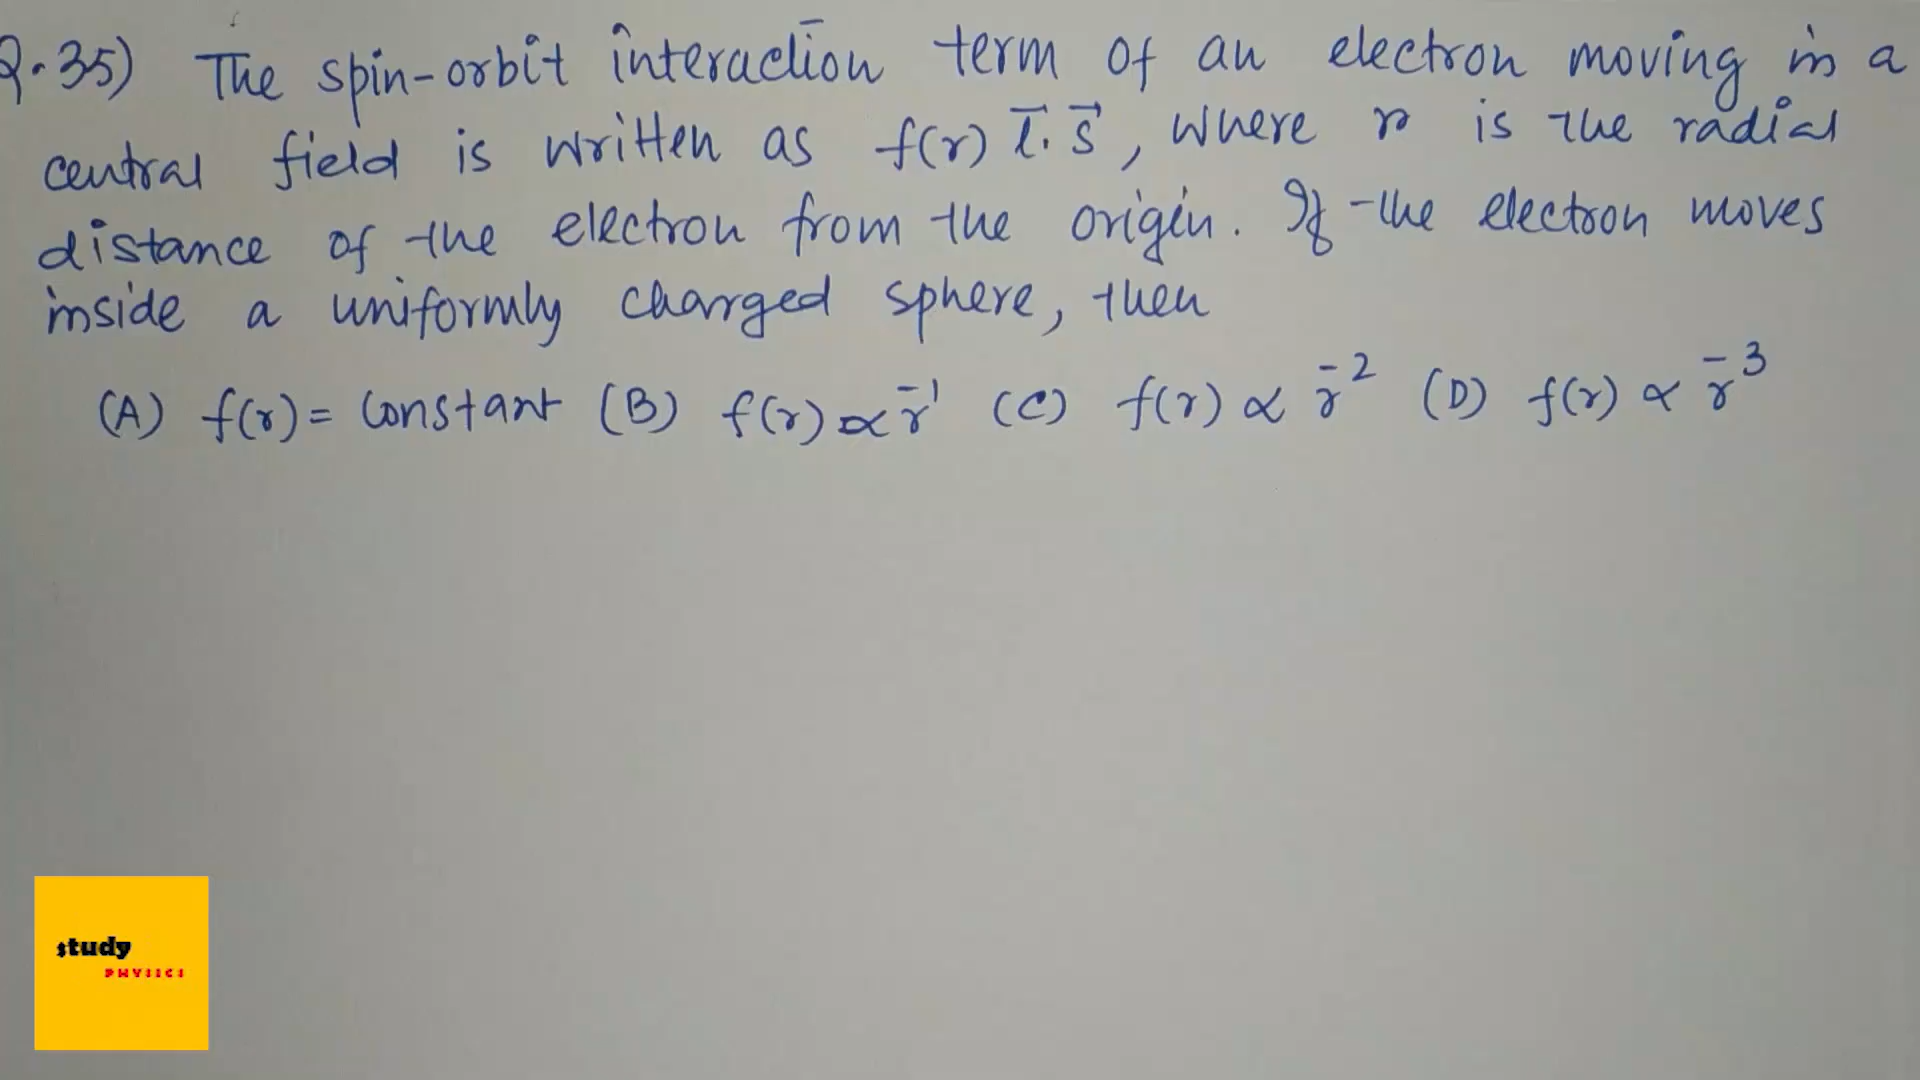 Q.35) The spin-orbit interaction term of an electron moving in a
central field is written as f(r) l⃗.s⃗, where r is the radial
distance of the electron from the origin. If the electron moves
inside a uniformly charged sphere, then
(A) f(r) = constant (B) f(r) ∝ r⁻¹ (C) f(r) ∝ r⁻² (D) f(r) ∝ r⁻³
study
PHYSICS